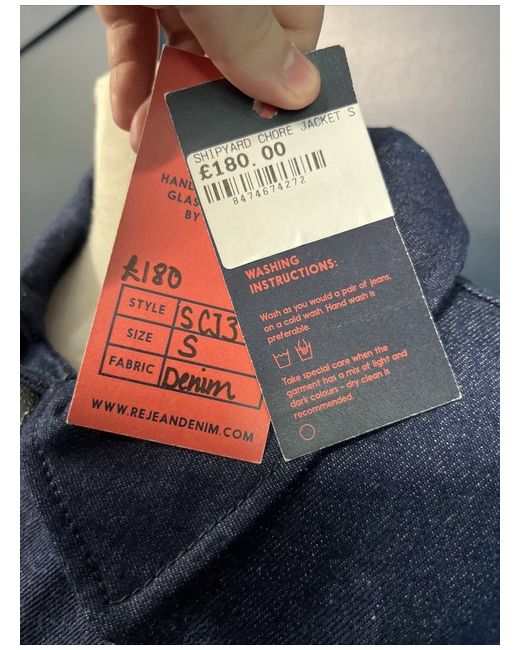 HAND
GLAS
BY
£180
STYLE SCJ3
SIZE S
FABRIC Denim
WWW.REJEANDENIM.COM
SHIPYARD CHORE JACKET S
£180.00
8474674272
WASHING
INSTRUCTIONS:
Wash as you would a pair of jeans,
on a cold wash. Hand wash is
preferable.
Take special care when the
garment has a mix of light and
dark colours - dry clean is
recommended.